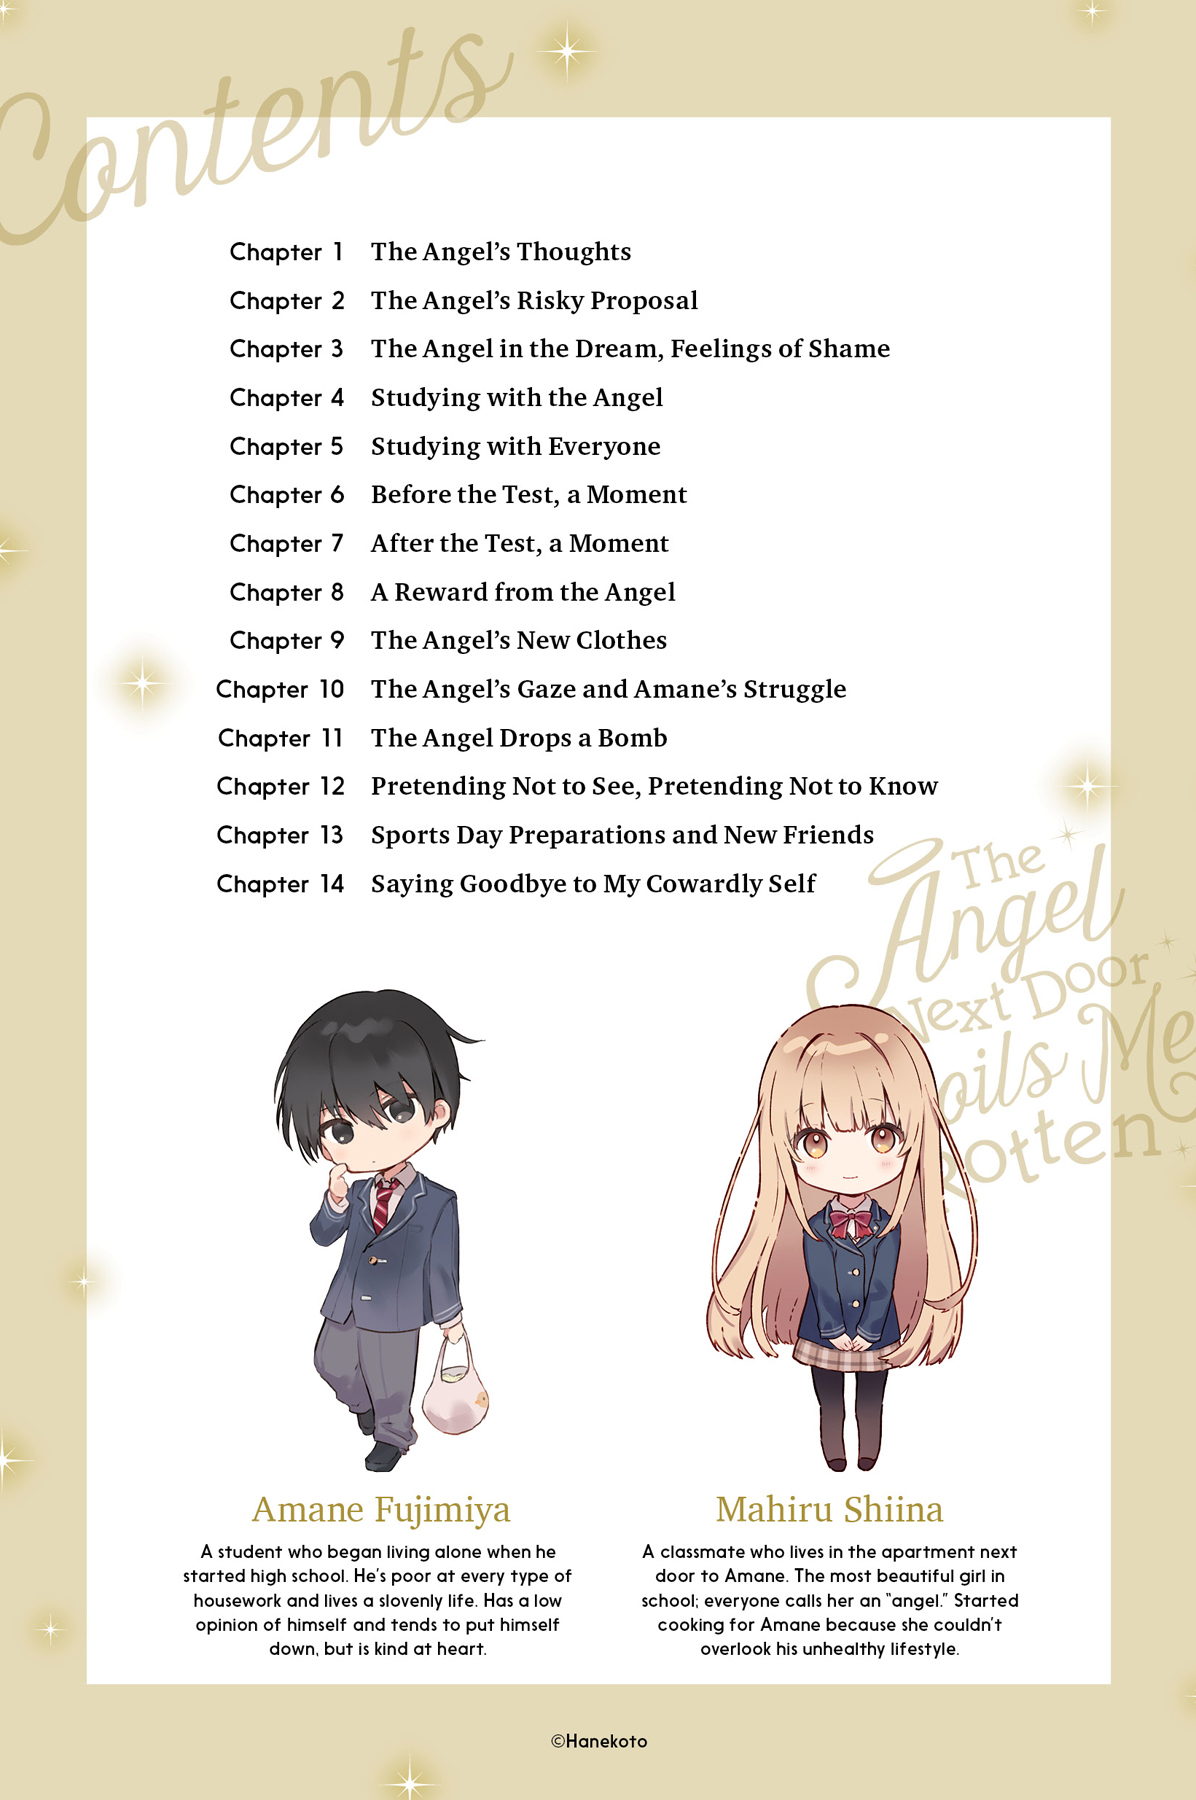 Contents
Chapter 1 The Angel’s Thoughts
Chapter 2 The Angel’s Risky Proposal
Chapter 3 The Angel in the Dream, Feelings of Shame
Chapter 4 Studying with the Angel
Chapter 5 Studying with Everyone
Chapter 6 Before the Test, a Moment
Chapter 7 After the Test, a Moment
Chapter 8 A Reward from the Angel
Chapter 9 The Angel’s New Clothes
Chapter 10 The Angel’s Gaze and Amane’s Struggle
Chapter 11 The Angel Drops a Bomb
Chapter 12 Pretending Not to See, Pretending Not to Know
Chapter 13 Sports Day Preparations and New Friends
Chapter 14 Saying Goodbye to My Cowardly Self
The
Angel
Next Door
oils Me
Rotten
Amane Fujimiya
A student who began living alone when he
started high school. He's poor at every type of
housework and lives a slovenly life. Has a low
opinion of himself and tends to put himself
down, but is kind at heart.
Mahiru Shiina
A classmate who lives in the apartment next
door to Amane. The most beautiful girl in
school; everyone calls her an "angel." Started
cooking for Amane because she couldn't
overlook his unhealthy lifestyle.
©Hanekoto